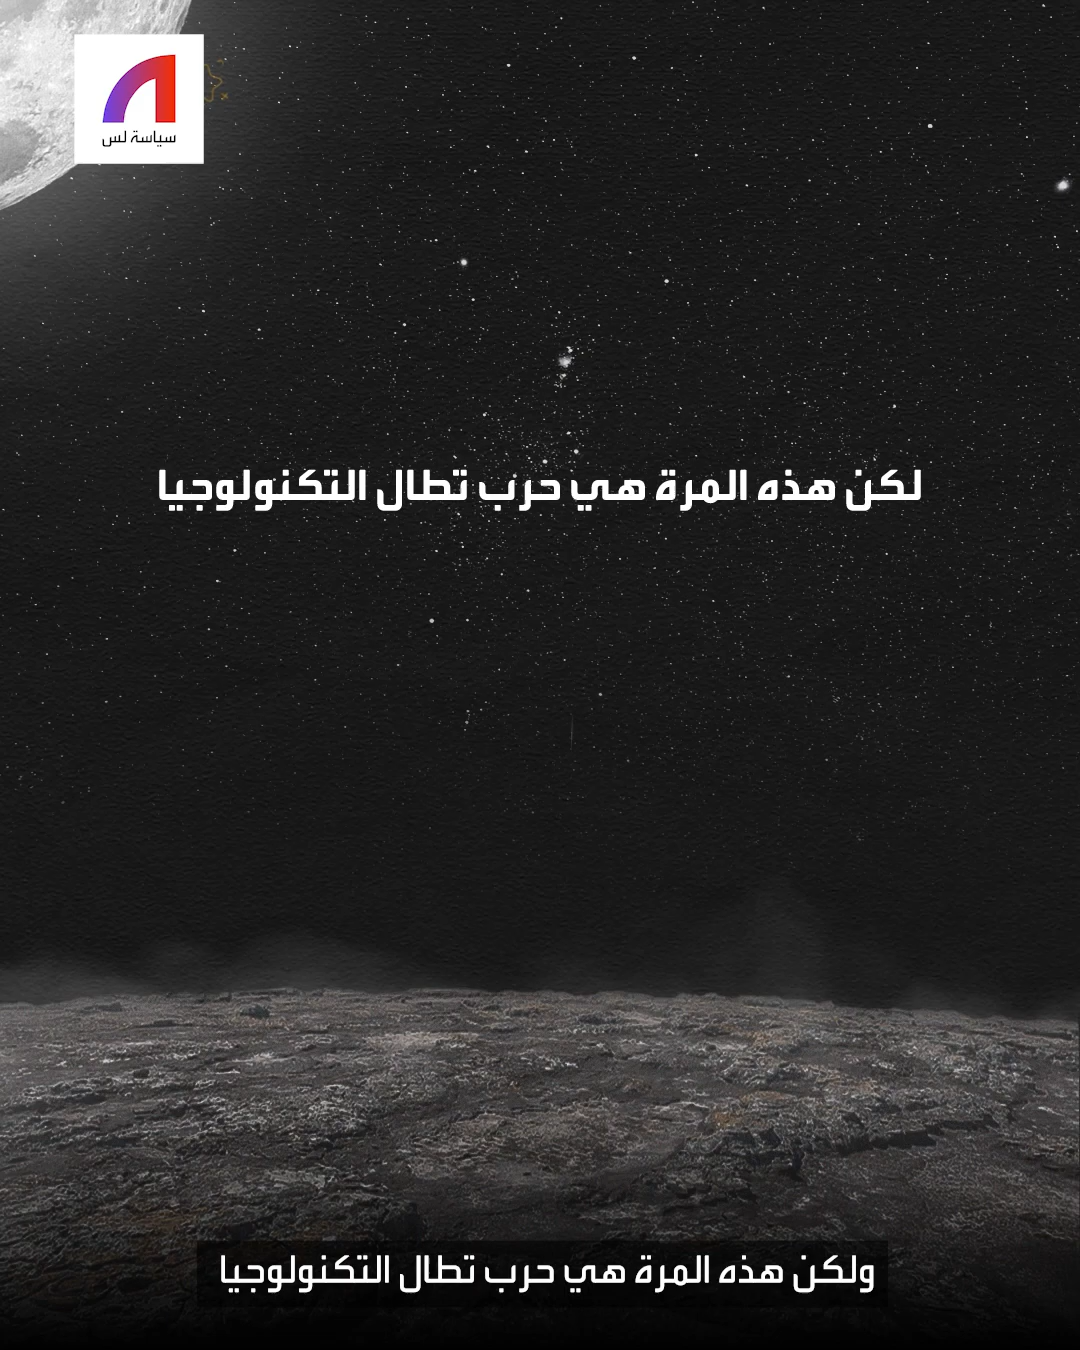 سياسة لس
لكن هذه المرة هي حرب تطال التكنولوجيا
ولكن هذه المرة هي حرب تطال التكنولوجيا